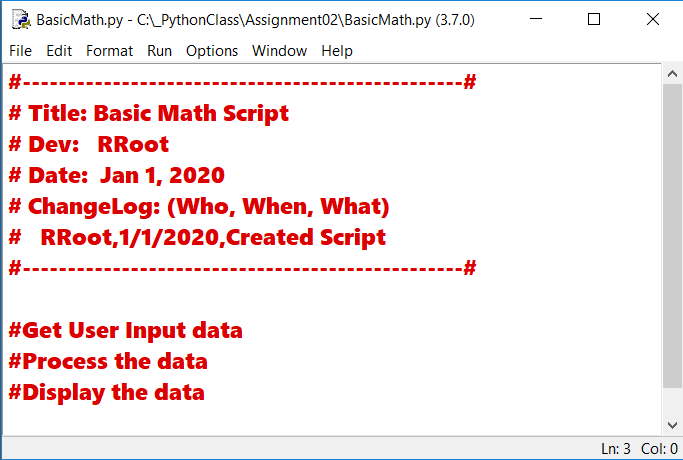 BasicMath.py - C:\_PythonClass\Assignment02\BasicMath.py (3.7.0)
File Edit Format Run Options Window Help
#-------------------------------------------------#
# Title: Basic Math Script
# Dev:   RRoot
# Date:  Jan 1, 2020
# ChangeLog: (Who, When, What)
#   RRoot,1/1/2020,Created Script
#-------------------------------------------------#
#Get User Input data
#Process the data
#Display the data
Ln: 3 Col: 0